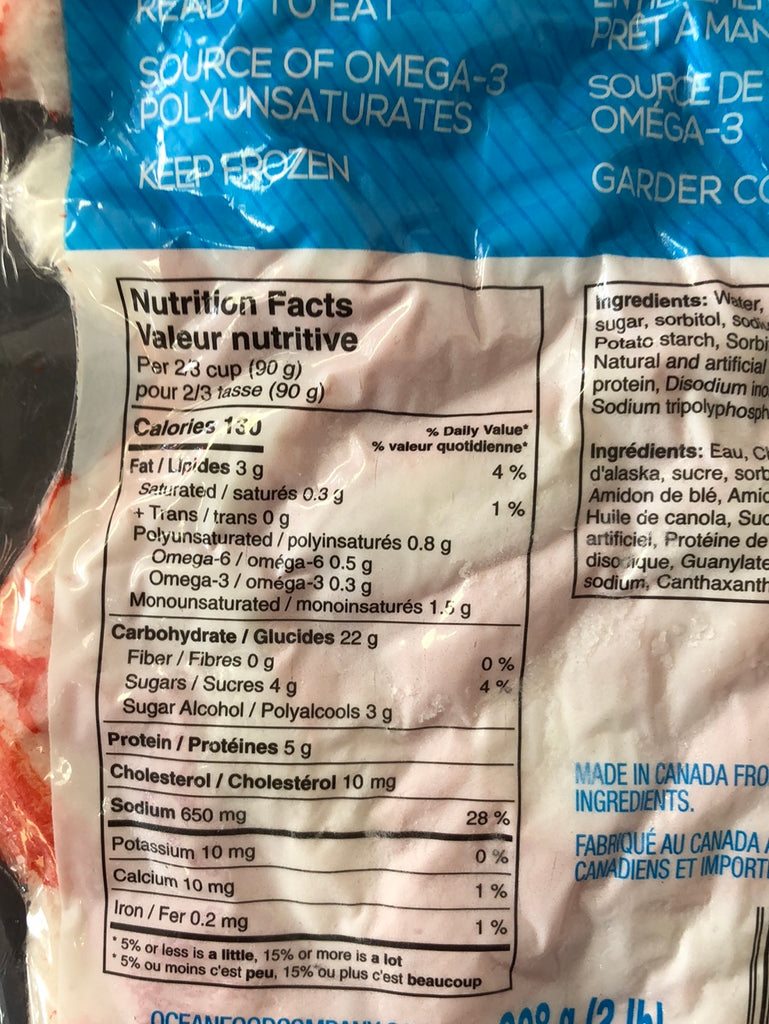 READY TO EAT
SOURCE OF OMEGA-3
POLYUNSATURATES
KEEP FROZEN
PRÊT À MAN
SOURCE DE
OMÉGA-3
GARDER CO
Nutrition Facts
Valeur nutritive
Per 2/3 cup (90 g)
pour 2/3 tasse (90 g)
Calories 130
% Daily Value*
% valeur quotidienne*
Fat / Lipides 3 g 4 %
Saturated / saturés 0.3 g
+ Trans / trans 0 g 1 %
Polyunsaturated / polyinsaturés 0.8 g
Omega-6 / oméga-6 0.5 g
Omega-3 / oméga-3 0.3 g
Monounsaturated / monoinsaturés 1.5 g
Carbohydrate / Glucides 22 g
Fiber / Fibres 0 g 0 %
Sugars / Sucres 4 g 4 %
Sugar Alcohol / Polyalcools 3 g
Protein / Protéines 5 g
Cholesterol / Cholestérol 10 mg
Sodium 650 mg 28 %
Potassium 10 mg 0 %
Calcium 10 mg 1 %
Iron / Fer 0.2 mg 1 %
* 5% or less is a little, 15% or more is a lot
* 5% ou moins c'est peu, 15% ou plus c'est beaucoup
Ingredients: Water,
sugar, sorbitol, Sodiu
Potato starch, Sorbi
Natural and artificial
protein, Disodium ino
Sodium tripolyphosph
Ingrédients: Eau, C
d'alaska, sucre, sorb
Amidon de blé, Amid
Huile de canola, Suc
artificiel, Protéine de
disodique, Guanylate
sodium, Canthaxanth
MADE IN CANADA FRO
INGREDIENTS.
FABRIQUÉ AU CANADA
CANADIENS ET IMPORT
908 g (2 lb)